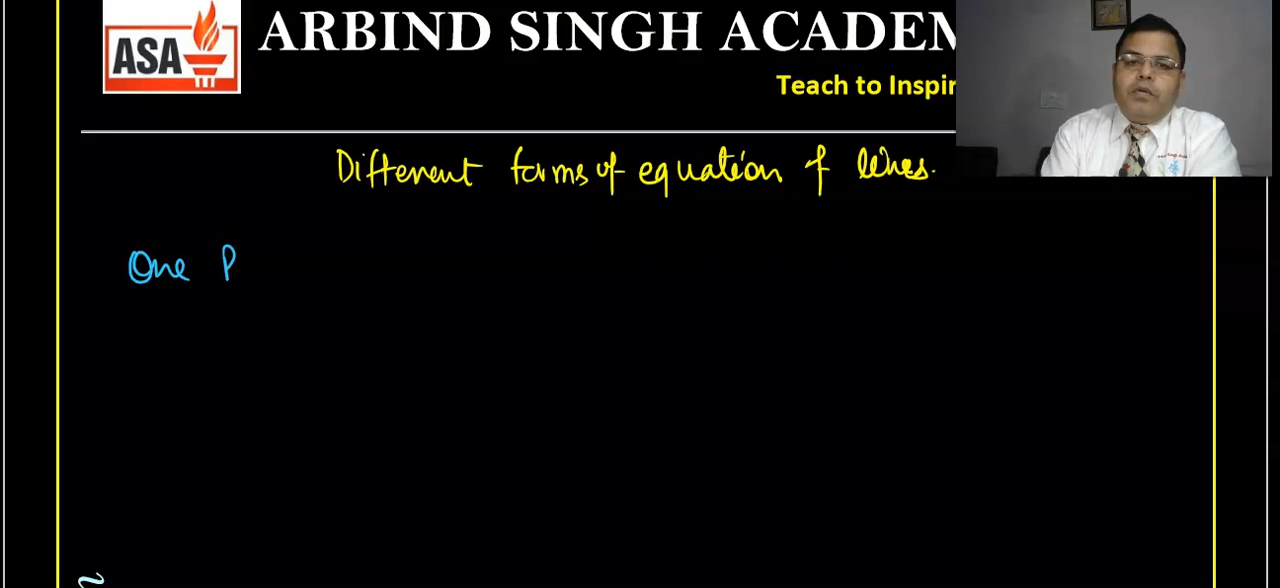 ASA
ARBIND SINGH ACADEM
Teach to Inspir
Different forms of equation of lines.
One P